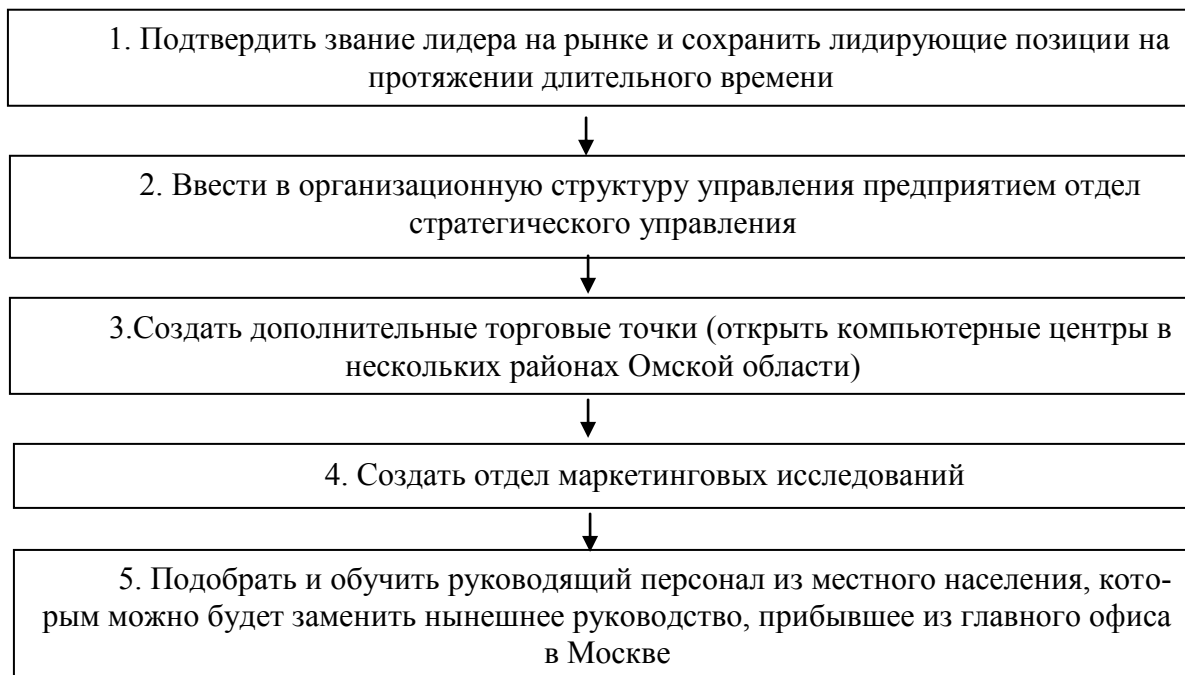 1. Подтвердить звание лидера на рынке и сохранить лидирующие позиции на
протяжении длительного времени
2. Ввести в организационную структуру управления предприятием отдел
стратегического управления
3.Создать дополнительные торговые точки (открыть компьютерные центры в
нескольких районах Омской области)
4. Создать отдел маркетинговых исследований
5. Подобрать и обучить руководящий персонал из местного населения, кото-
рым можно будет заменить нынешнее руководство, прибывшее из главного офиса
в Москве